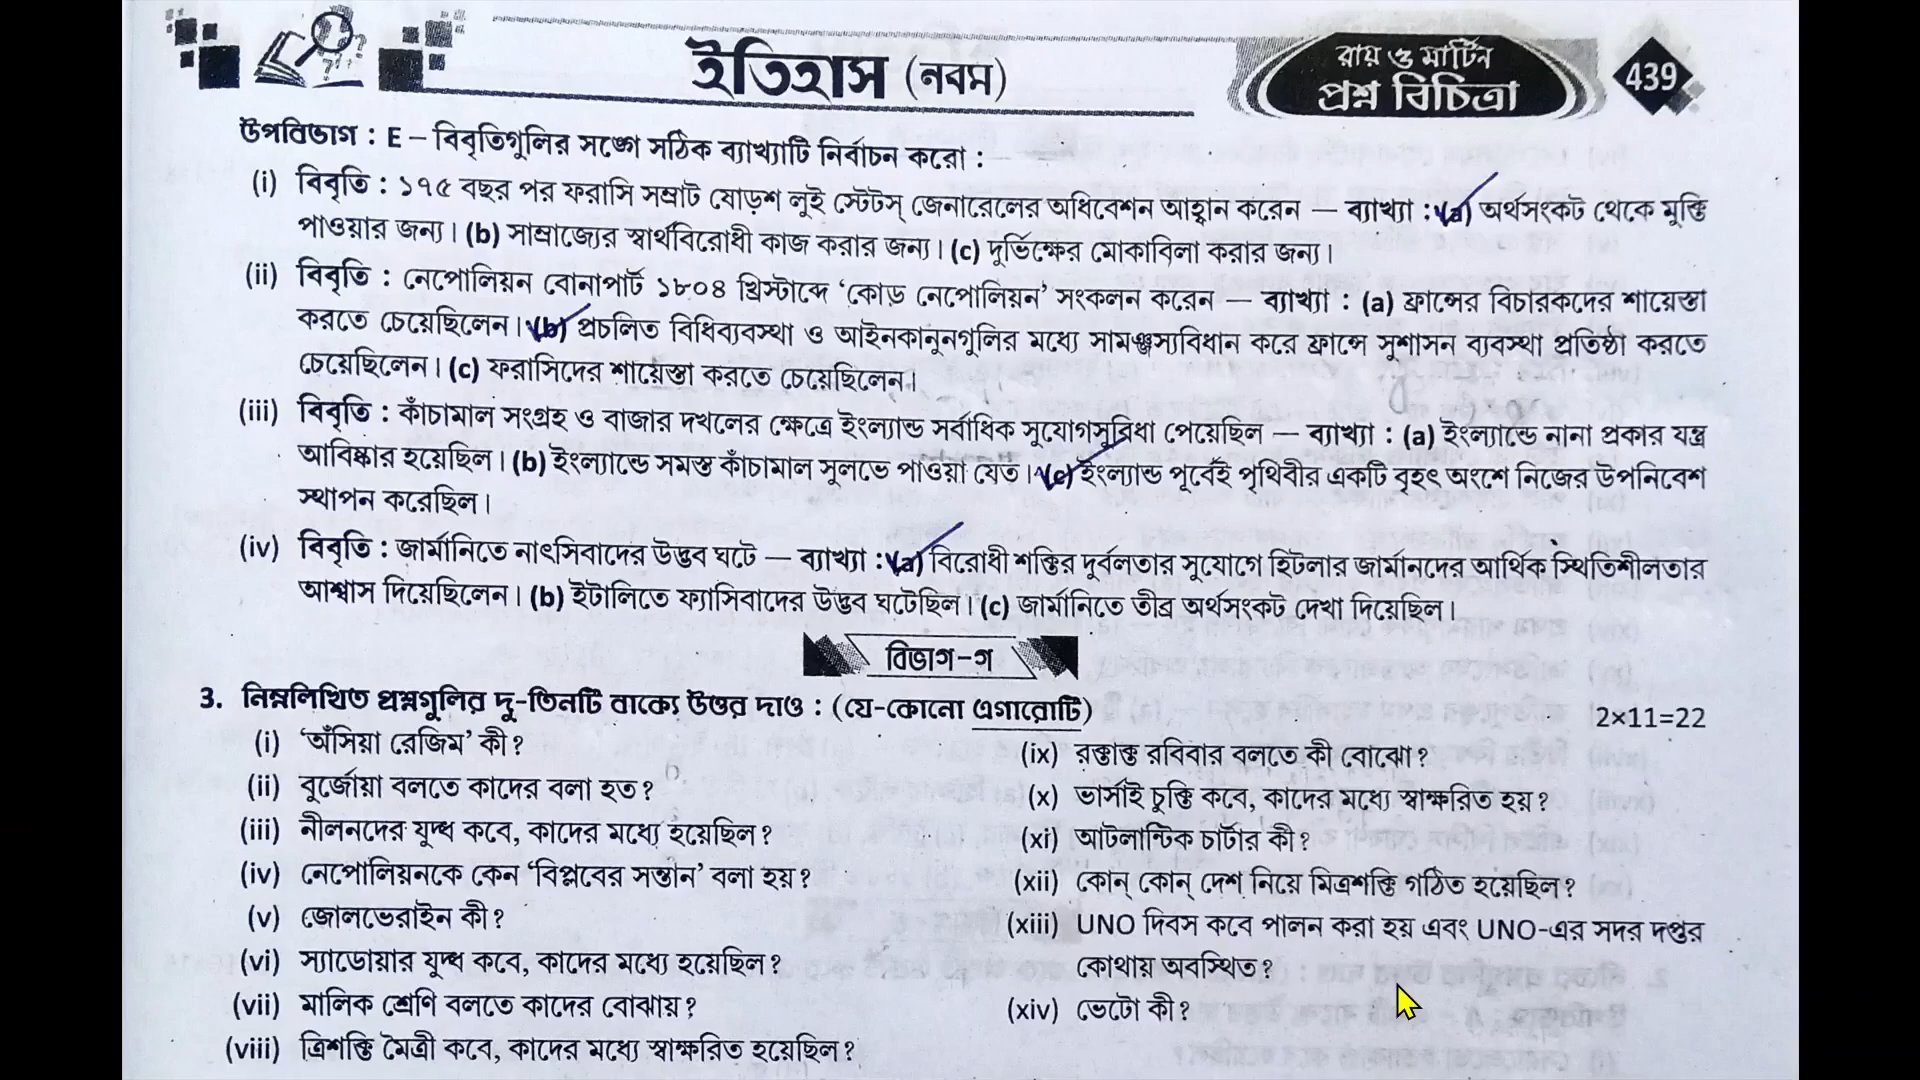 ইতিহাস (নবম)
রায় ও মার্টিন
প্রশ্ন বিচিত্রা
439
উপবিভাগ : E – বিবৃতিগুলির সঙ্গে সঠিক ব্যাখ্যাটি নির্বাচন করো :
(i) বিবৃতি : ১৭৫ বছর পর ফরাসি সম্রাট ষোড়শ লুই স্টেটস্ জেনারেলের অধিবেশন আহ্বান করেন — ব্যাখ্যা : (a) অর্থসংকট থেকে মুক্তি
পাওয়ার জন্য। (b) সাম্রাজ্যের স্বার্থবিরোধী কাজ করার জন্য। (c) দুর্ভিক্ষের মোকাবিলা করার জন্য।
(ii) বিবৃতি : নেপোলিয়ন বোনাপার্ট ১৮০৪ খ্রিস্টাব্দে ‘কোড নেপোলিয়ন’ সংকলন করেন — ব্যাখ্যা : (a) ফ্রান্সের বিচারকদের শায়েস্তা
করতে চেয়েছিলেন। (b) প্রচলিত বিধিব্যবস্থা ও আইনকানুনগুলির মধ্যে সামঞ্জস্যবিধান করে ফ্রান্সে সুশাসন ব্যবস্থা প্রতিষ্ঠা করতে
চেয়েছিলেন। (c) ফরাসিদের শায়েস্তা করতে চেয়েছিলেন।
(iii) বিবৃতি : কাঁচামাল সংগ্রহ ও বাজার দখলের ক্ষেত্রে ইংল্যান্ড সর্বাধিক সুযোগসুবিধা পেয়েছিল — ব্যাখ্যা : (a) ইংল্যান্ডে নানা প্রকার যন্ত্র
আবিষ্কার হয়েছিল। (b) ইংল্যান্ডে সমস্ত কাঁচামাল সুলভে পাওয়া যেত। (c) ইংল্যান্ড পূর্বেই পৃথিবীর একটি বৃহৎ অংশে নিজের উপনিবেশ
স্থাপন করেছিল।
(iv) বিবৃতি : জার্মানিতে নাৎসিবাদের উদ্ভব ঘটে — ব্যাখ্যা : (a) বিরোধী শক্তির দুর্বলতার সুযোগে হিটলার জার্মানদের আর্থিক স্থিতিশীলতার
আশ্বাস দিয়েছিলেন। (b) ইটালিতে ফ্যাসিবাদের উদ্ভব ঘটেছিল। (c) জার্মানিতে তীব্র অর্থসংকট দেখা দিয়েছিল।
বিভাগ-গ
3. নিম্নলিখিত প্রশ্নগুলির দু-তিনটি বাক্যে উত্তর দাও : (যে-কোনো এগারোটি) 2×11=22
(i) ‘অঁসিয়া রেজিম’ কী?
(ii) বুর্জোয়া বলতে কাদের বলা হত?
(iii) নীলনদের যুদ্ধ কবে, কাদের মধ্যে হয়েছিল?
(iv) নেপোলিয়নকে কেন ‘বিপ্লবের সন্তান’ বলা হয়?
(v) জোলভেরাইন কী?
(vi) স্যাডোয়ার যুদ্ধ কবে, কাদের মধ্যে হয়েছিল?
(vii) মালিক শ্রেণি বলতে কাদের বোঝায়?
(viii) ত্রিশক্তি মৈত্রী কবে, কাদের মধ্যে স্বাক্ষরিত হয়েছিল?
(ix) রক্তাক্ত রবিবার বলতে কী বোঝো?
(x) ভার্সাই চুক্তি কবে, কাদের মধ্যে স্বাক্ষরিত হয়?
(xi) আটলান্টিক চার্টার কী?
(xii) কোন্ কোন্ দেশ নিয়ে মিত্রশক্তি গঠিত হয়েছিল?
(xiii) UNO দিবস কবে পালন করা হয় এবং UNO-এর সদর দপ্তর
কোথায় অবস্থিত?
(xiv) ভেটো কী?